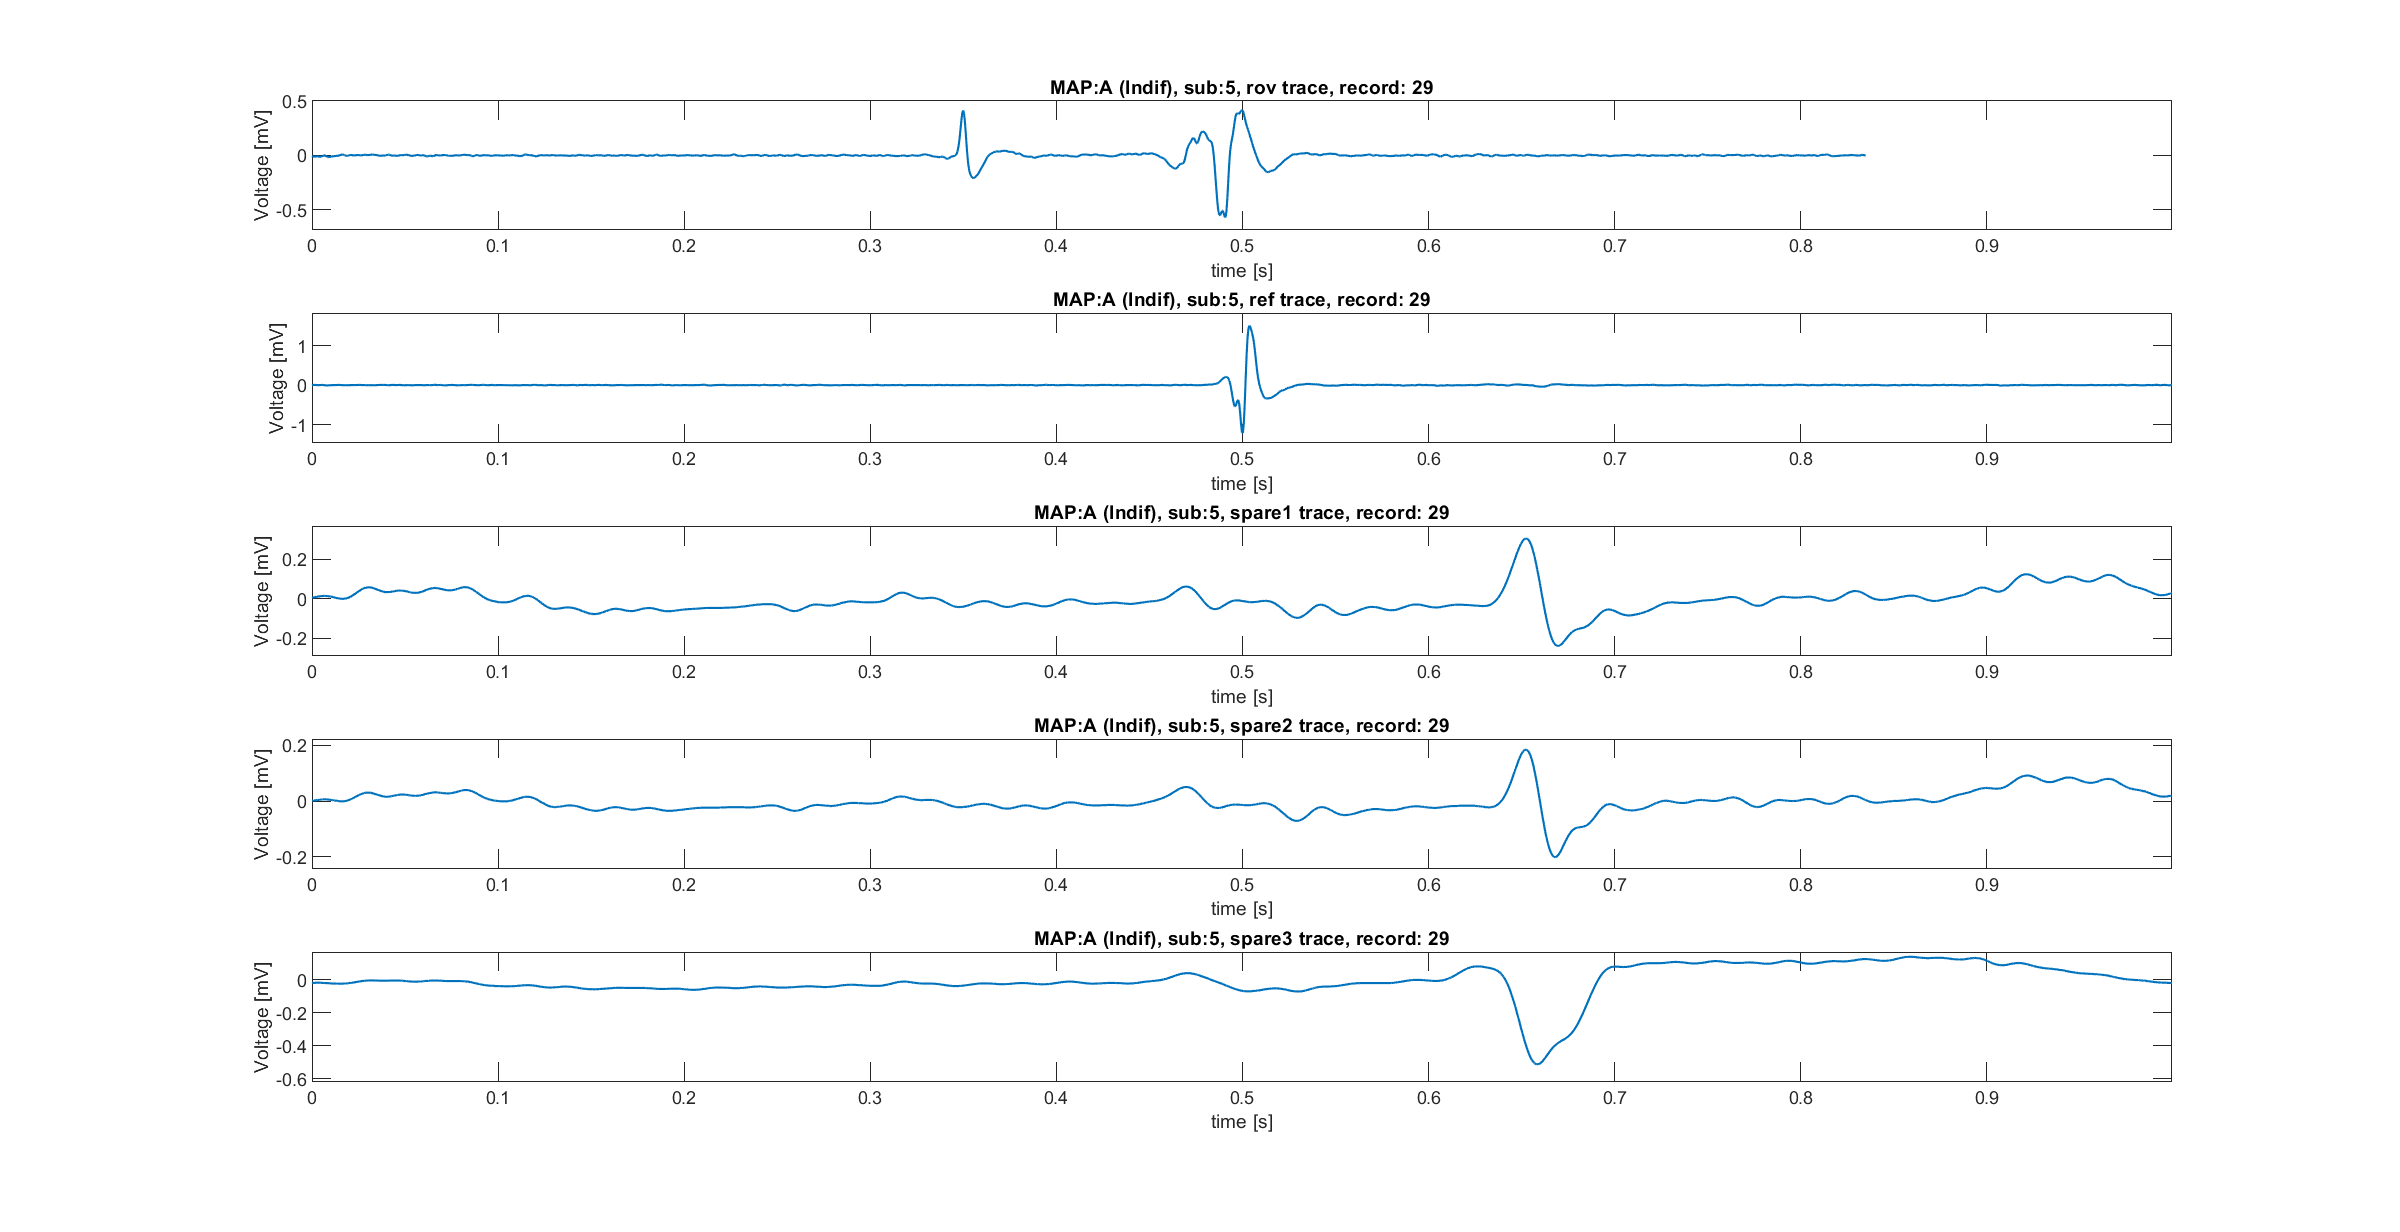 MAP:A (Indif), sub:5, rov trace, record: 29
Voltage [mV]
0.5
0
-0.5
0 0.1 0.2 0.3 0.4 0.5 0.6 0.7 0.8 0.9
time [s]
MAP:A (Indif), sub:5, ref trace, record: 29
Voltage [mV]
1
0
-1
0 0.1 0.2 0.3 0.4 0.5 0.6 0.7 0.8 0.9
time [s]
MAP:A (Indif), sub:5, spare1 trace, record: 29
Voltage [mV]
0.2
0
-0.2
0 0.1 0.2 0.3 0.4 0.5 0.6 0.7 0.8 0.9
time [s]
MAP:A (Indif), sub:5, spare2 trace, record: 29
Voltage [mV]
0.2
0
-0.2
0 0.1 0.2 0.3 0.4 0.5 0.6 0.7 0.8 0.9
time [s]
MAP:A (Indif), sub:5, spare3 trace, record: 29
Voltage [mV]
0
-0.2
-0.4
-0.6
0 0.1 0.2 0.3 0.4 0.5 0.6 0.7 0.8 0.9
time [s]